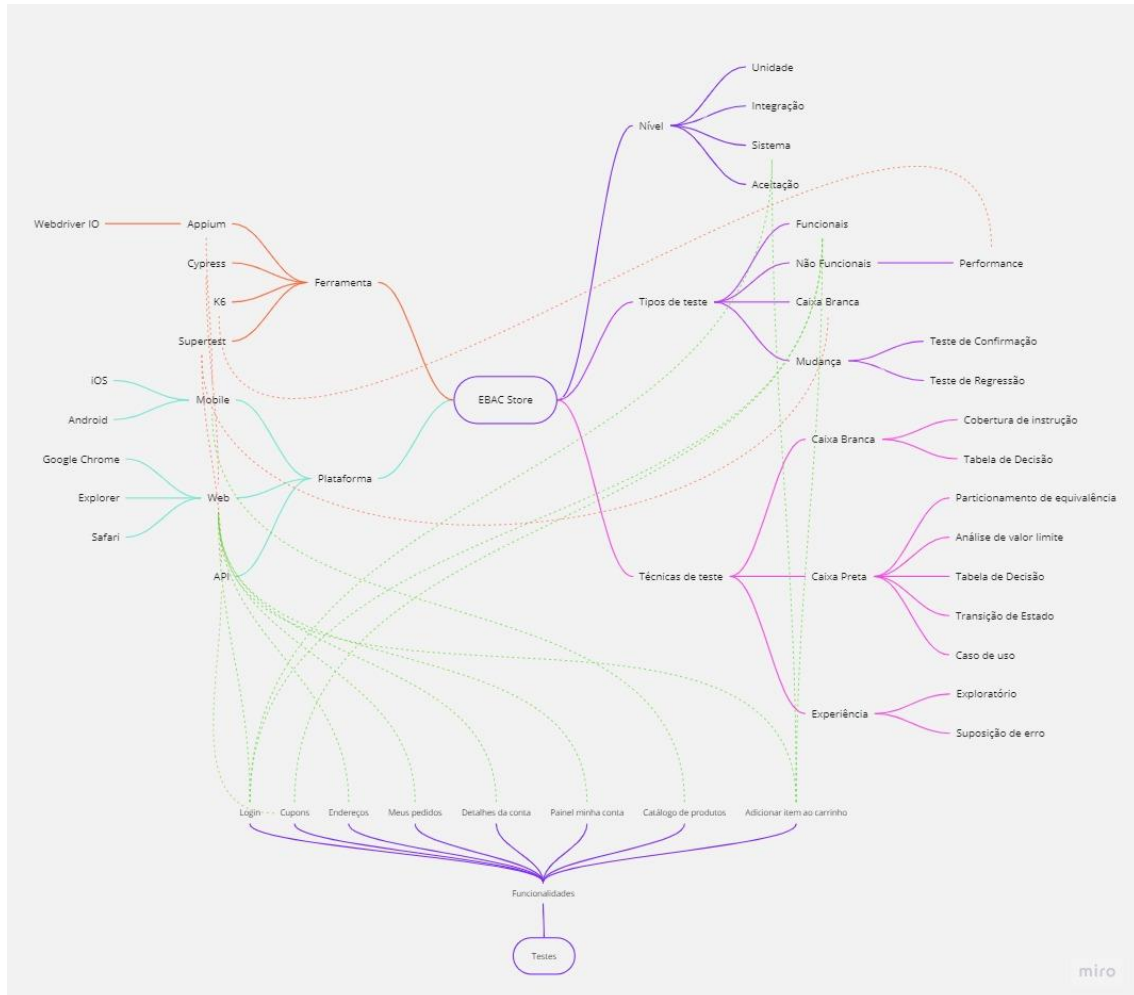 Unidade
Integração
Nível
Sistema
Aceitação
Webdriver IO
Appium
Funcionais
Cypress
Não Funcionais
Performance
Ferramenta
K6
Tipos de teste
Caixa Branca
Supertest
Teste de Confirmação
Mudança
iOS
Teste de Regressão
Mobile
EBAC Store
Android
Cobertura de instrução
Caixa Branca
Google Chrome
Tabela de Decisão
Plataforma
Explorer
Web
Particionamento de equivalência
Safari
Análise de valor limite
API
Técnicas de teste
Caixa Preta
Tabela de Decisão
Transição de Estado
Caso de uso
Exploratório
Experiência
Suposição de erro
Login
Cupons
Endereços
Meus pedidos
Detalhes da conta
Painel minha conta
Catálogo de produtos
Adicionar item ao carrinho
Funcionalidades
Testes
miro